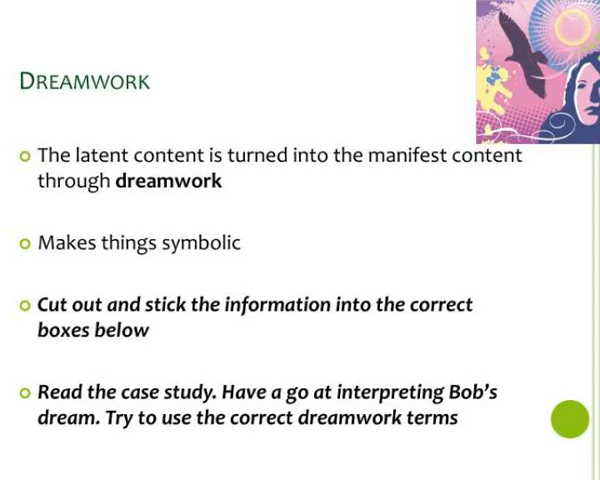 DREAMWORK
The latent content is turned into the manifest content
through dreamwork
Makes things symbolic
Cut out and stick the information into the correct
boxes below
Read the case study. Have a go at interpreting Bob's
dream. Try to use the correct dreamwork terms